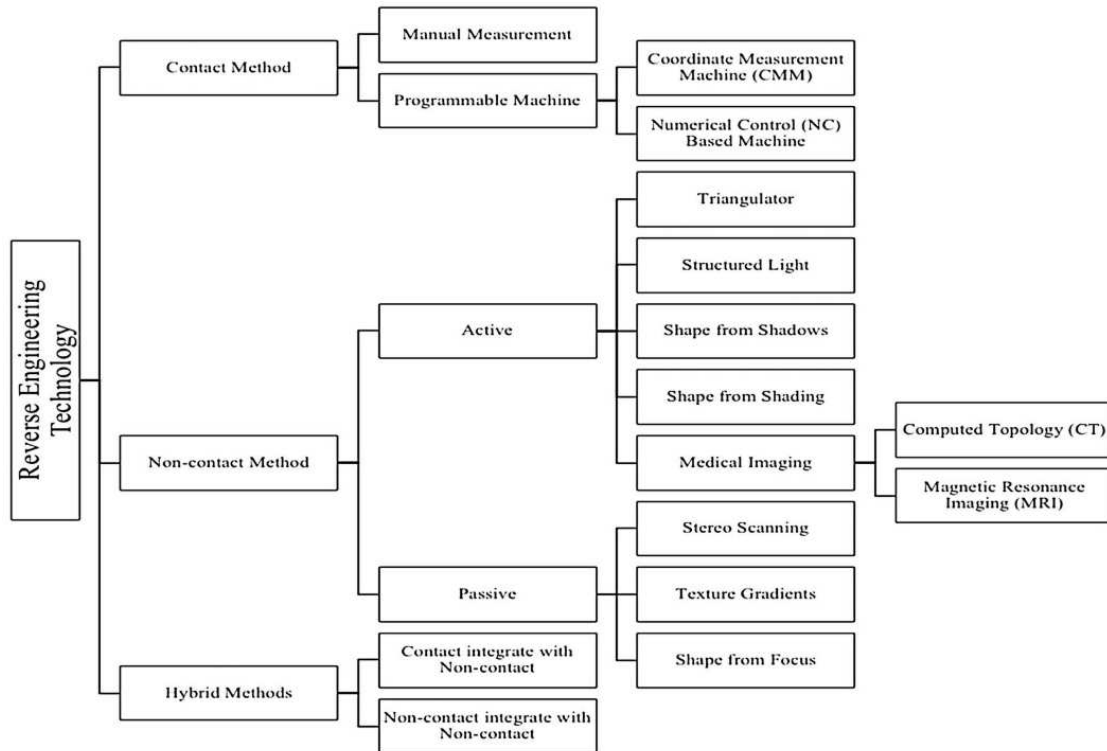 Reverse Engineering
Technology
Contact Method
Manual Measurement
Programmable Machine
Coordinate Measurement
Machine (CMM)
Numerical Control (NC)
Based Machine
Non-contact Method
Active
Triangulator
Structured Light
Shape from Shadows
Shape from Shading
Medical Imaging
Computed Topology (CT)
Magnetic Resonance
Imaging (MRI)
Passive
Stereo Scanning
Texture Gradients
Shape from Focus
Hybrid Methods
Contact integrate with
Non-contact
Non-contact integrate with
Non-contact